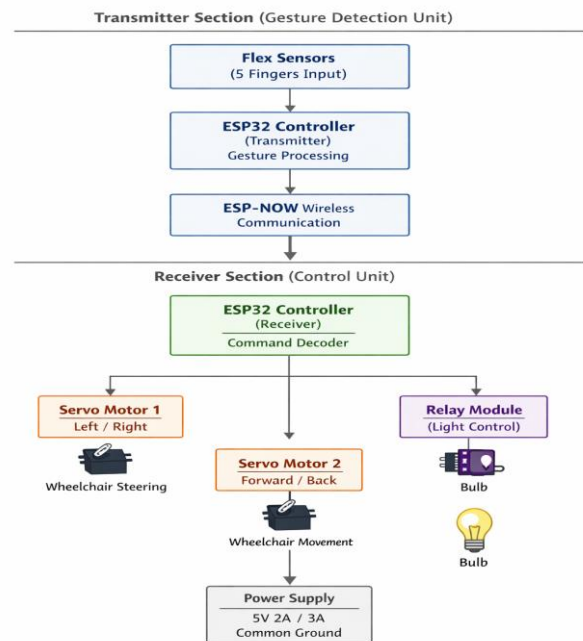 Transmitter Section (Gesture Detection Unit)
Flex Sensors
(5 Fingers Input)
ESP32 Controller
(Transmitter)
Gesture Processing
ESP-NOW Wireless
Communication
Receiver Section (Control Unit)
ESP32 Controller
(Receiver)
Command Decoder
Servo Motor 1
Left / Right
Wheelchair Steering
Servo Motor 2
Forward / Back
Wheelchair Movement
Relay Module
(Light Control)
Bulb
Bulb
Power Supply
5V 2A / 3A
Common Ground